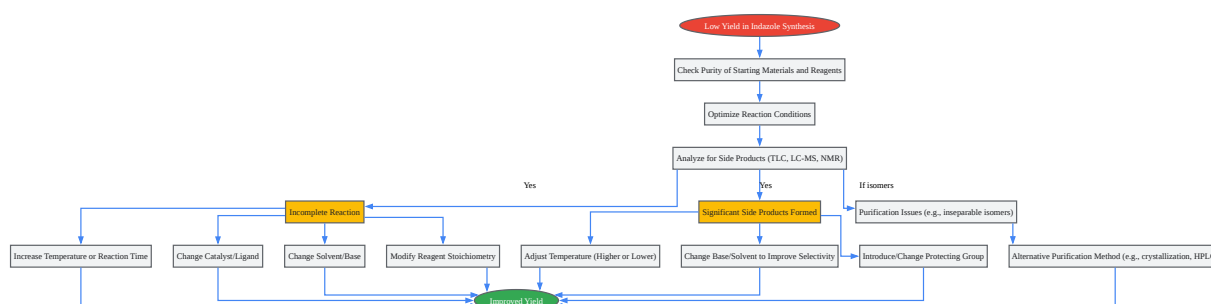 Low Yield in Indazole Synthesis
Check Purity of Starting Materials and Reagents
Optimize Reaction Conditions
Analyze for Side Products (TLC, LC-MS, NMR)
Yes
Yes
If isomers
Incomplete Reaction
Significant Side Products Formed
Purification Issues (e.g., inseparable isomers)
Increase Temperature or Reaction Time
Change Catalyst/Ligand
Change Solvent/Base
Modify Reagent Stoichiometry
Adjust Temperature (Higher or Lower)
Change Base/Solvent to Improve Selectivity
Introduce/Change Protecting Group
Alternative Purification Method (e.g., crystallization, HPLC
Improved Yield